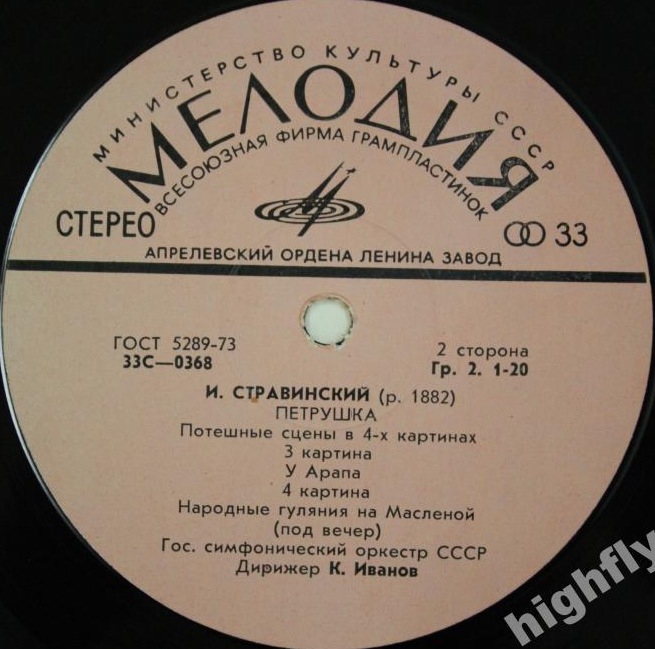 МИНИСТЕРСТВО КУЛЬТУРЫ СССР
МЕЛОДИЯ
ВСЕСОЮЗНАЯ ФИРМА ГРАМПЛАСТИНОК
СТЕРЕО
33
АПРЕЛЕВСКИЙ ОРДЕНА ЛЕНИНА ЗАВОД
ГОСТ 5289-73
33С—0368
2 сторона
Гр. 2. 1-20
И. СТРАВИНСКИЙ (р. 1882)
ПЕТРУШКА
Потешные сцены в 4-х картинах
3 картина
У Арапа
4 картина
Народные гуляния на Масленой
(под вечер)
Гос. симфонический оркестр СССР
Дирижер К. Иванов
highfly